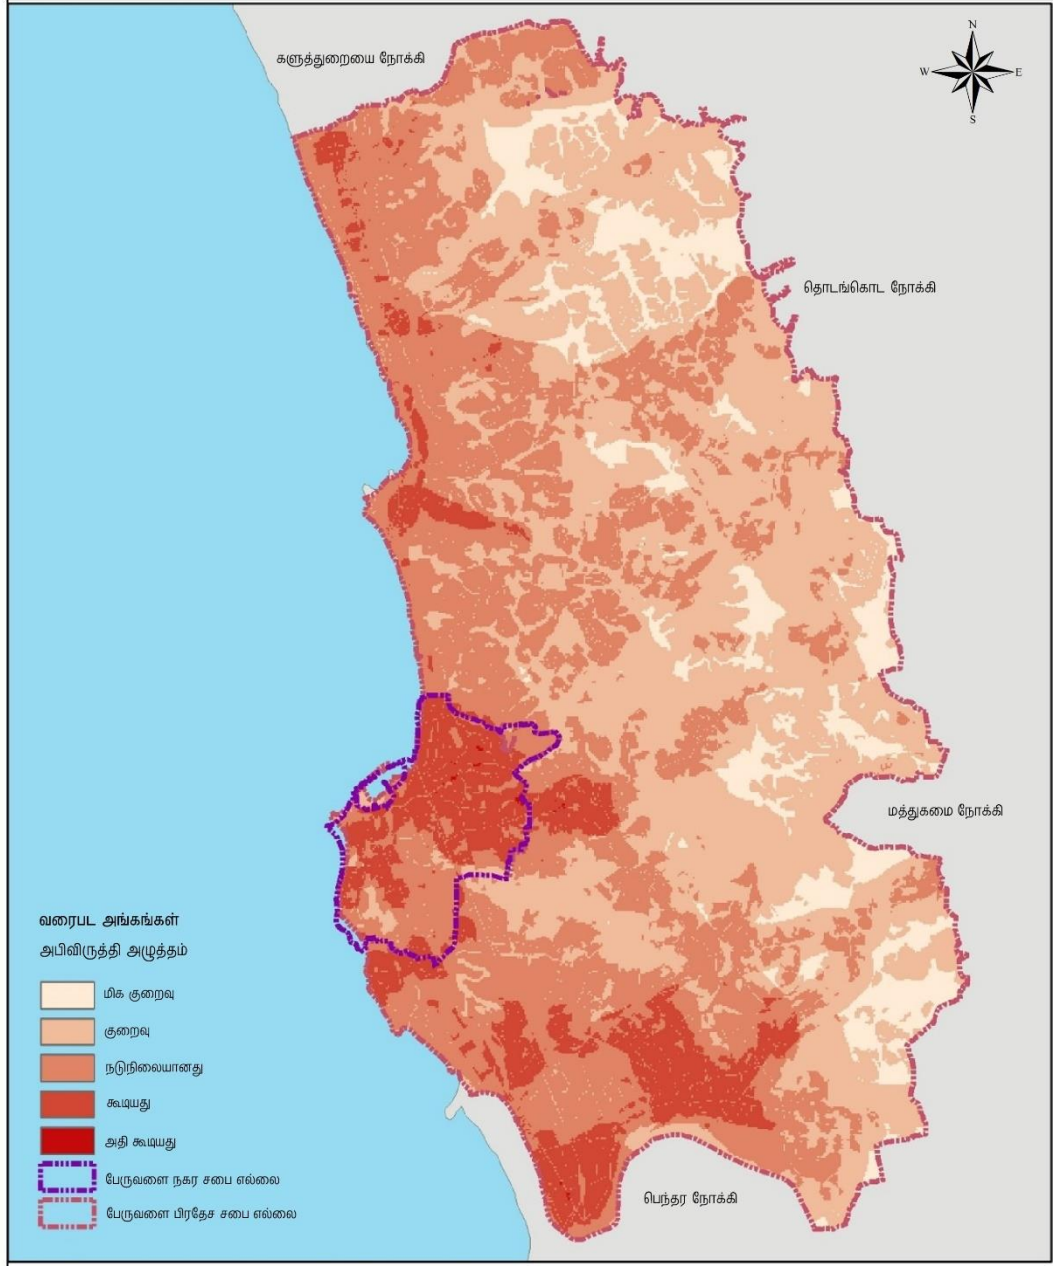 களுத்துறையை நோக்கி
N
W
E
S
தொடங்கொட நோக்கி
மத்துகமை நோக்கி
வரைபட அங்கங்கள்
அபிவிருத்தி அழுத்தம்
மிக குறைவு
குறைவு
நடுநிலையானது
கூடியது
அதி கூடியது
பேருவளை நகர சபை எல்லை
பேருவளை பிரதேச சபை எல்லை
பெந்தர நோக்கி